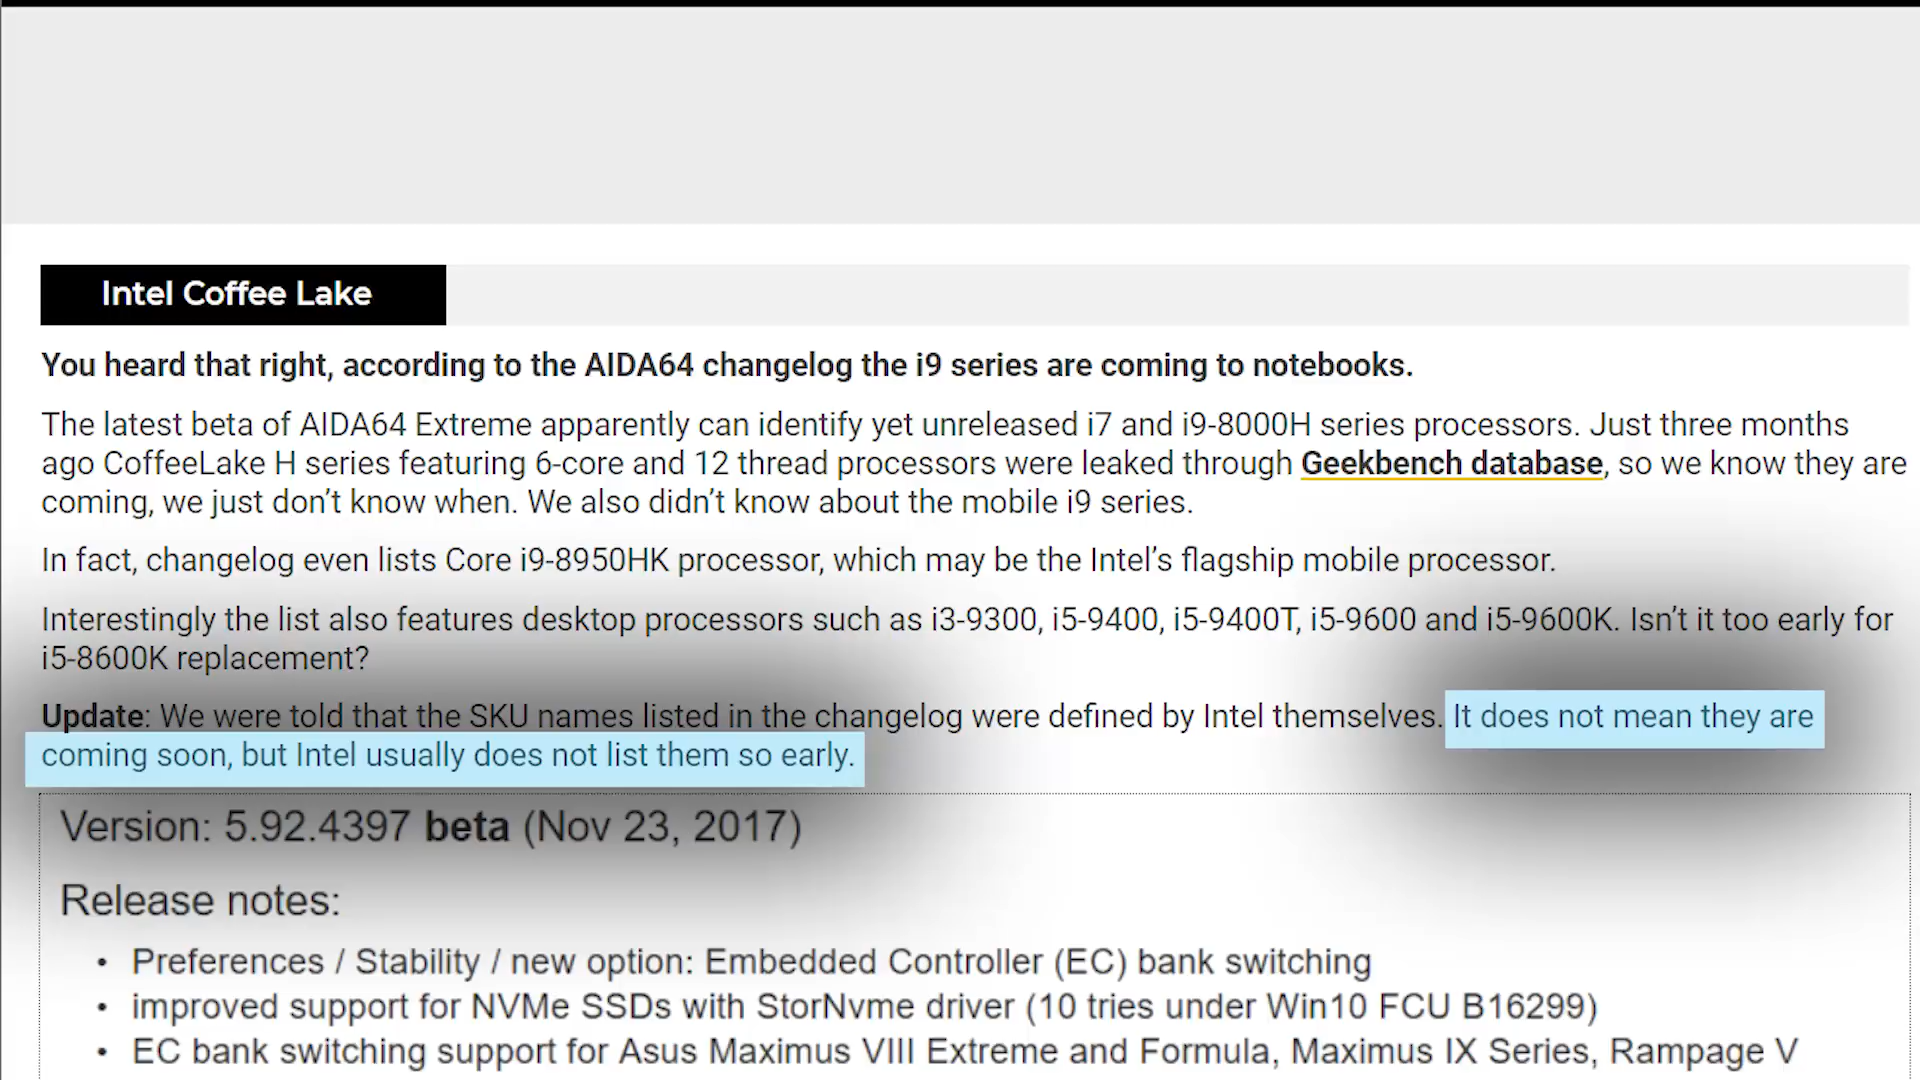 Intel Coffee Lake
You heard that right, according to the AIDA64 changelog the i9 series are coming to notebooks.
The latest beta of AIDA64 Extreme apparently can identify yet unreleased i7 and i9-8000H series processors. Just three months
ago CoffeeLake H series featuring 6-core and 12 thread processors were leaked through Geekbench database, so we know they are
coming, we just don’t know when. We also didn’t know about the mobile i9 series.
In fact, changelog even lists Core i9-8950HK processor, which may be the Intel’s flagship mobile processor.
Interestingly the list also features desktop processors such as i3-9300, i5-9400, i5-9400T, i5-9600 and i5-9600K. Isn’t it too early for
i5-8600K replacement?
Update: We were told that the SKU names listed in the changelog were defined by Intel themselves. It does not mean they are
coming soon, but Intel usually does not list them so early.
Version: 5.92.4397 beta (Nov 23, 2017)
Release notes:
• Preferences / Stability / new option: Embedded Controller (EC) bank switching
• improved support for NVMe SSDs with StorNvme driver (10 tries under Win10 FCU B16299)
• EC bank switching support for Asus Maximus VIII Extreme and Formula, Maximus IX Series, Rampage V